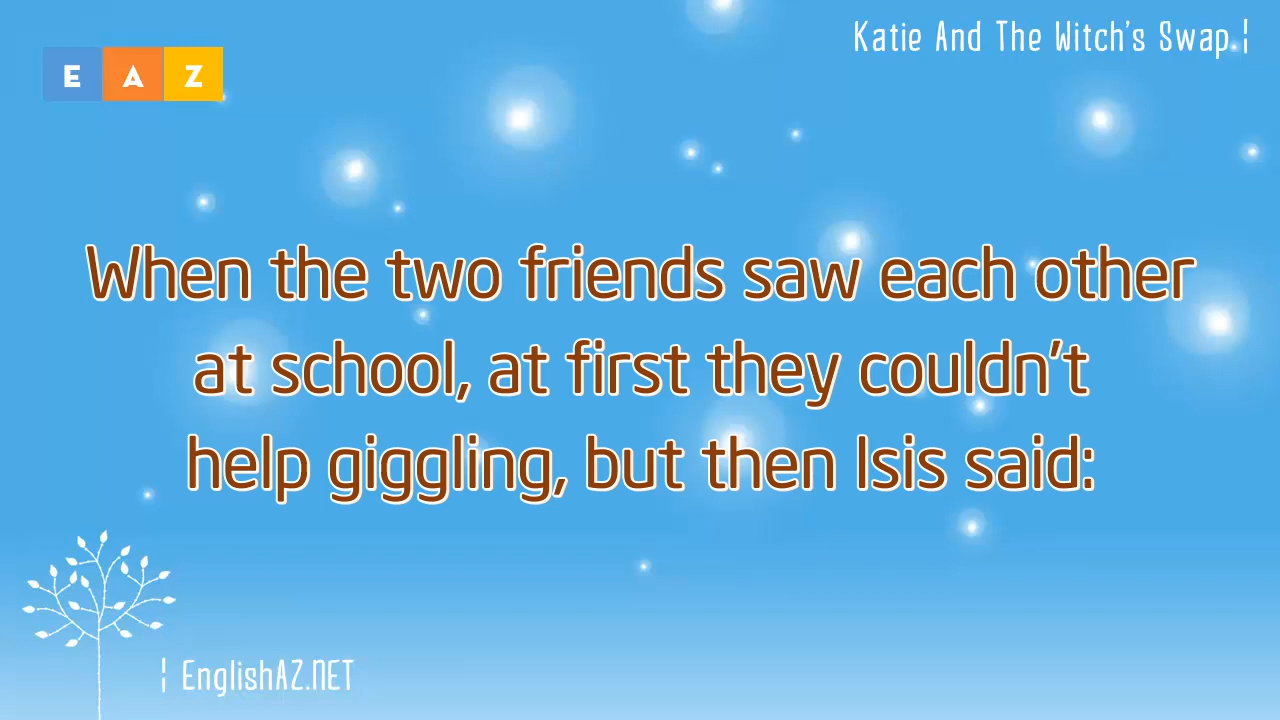 E A Z
Katie And The Witch's Swap ¦
When the two friends saw each other
at school, at first they couldn't
help giggling, but then Isis said:
¦ EnglishAZ.NET